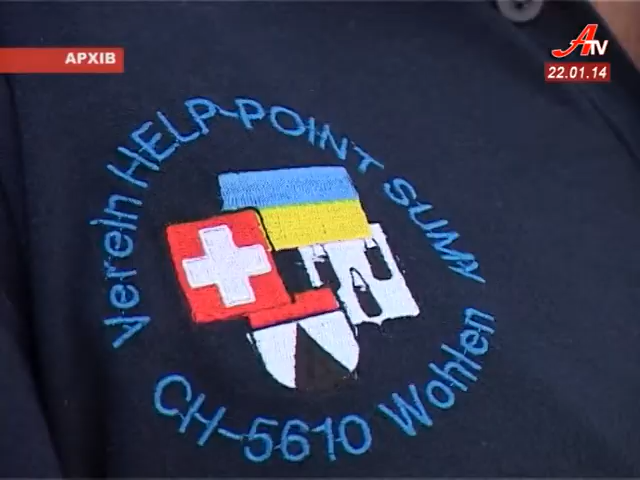 АРХІВ
ATV
22.01.14
Verein HELP-POINT SUMY
CH-5610 Wohlen